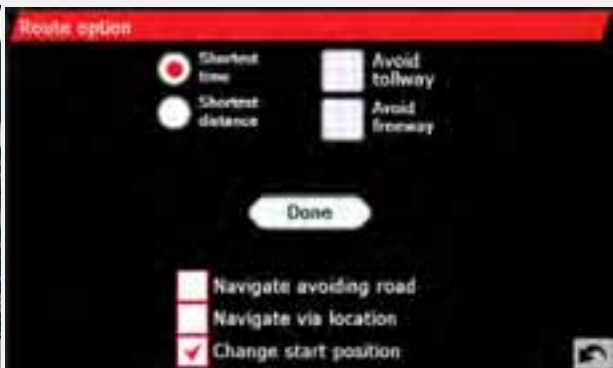 Route option
Shortest
time
Avoid
tollway
Shortest
distance
Avoid
freeway
Done
Navigate avoiding road
Navigate via location
Change start position